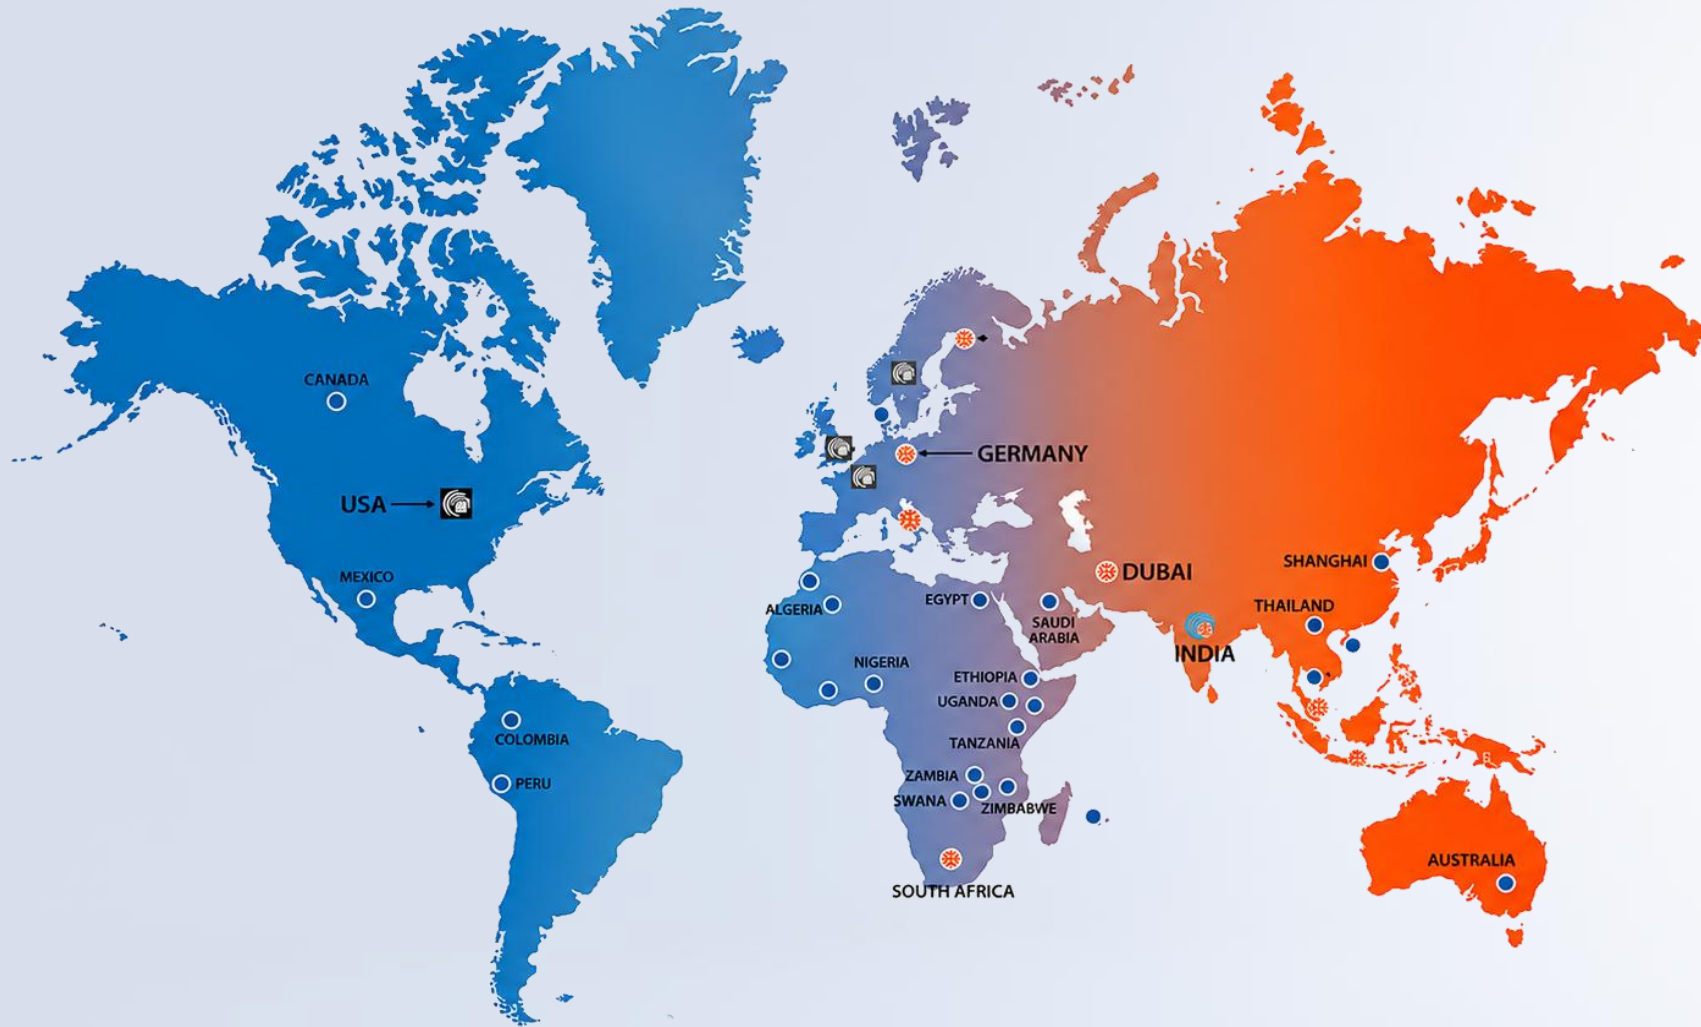 CANADA
USA
MEXICO
COLOMBIA
PERU
GERMANY
DUBAI
ALGERIA
EGYPT
SAUDI
ARABIA
NIGERIA
ETHIOPIA
UGANDA
TANZANIA
ZAMBIA
SWANA
ZIMBABWE
SOUTH AFRICA
INDIA
SHANGHAI
THAILAND
AUSTRALIA